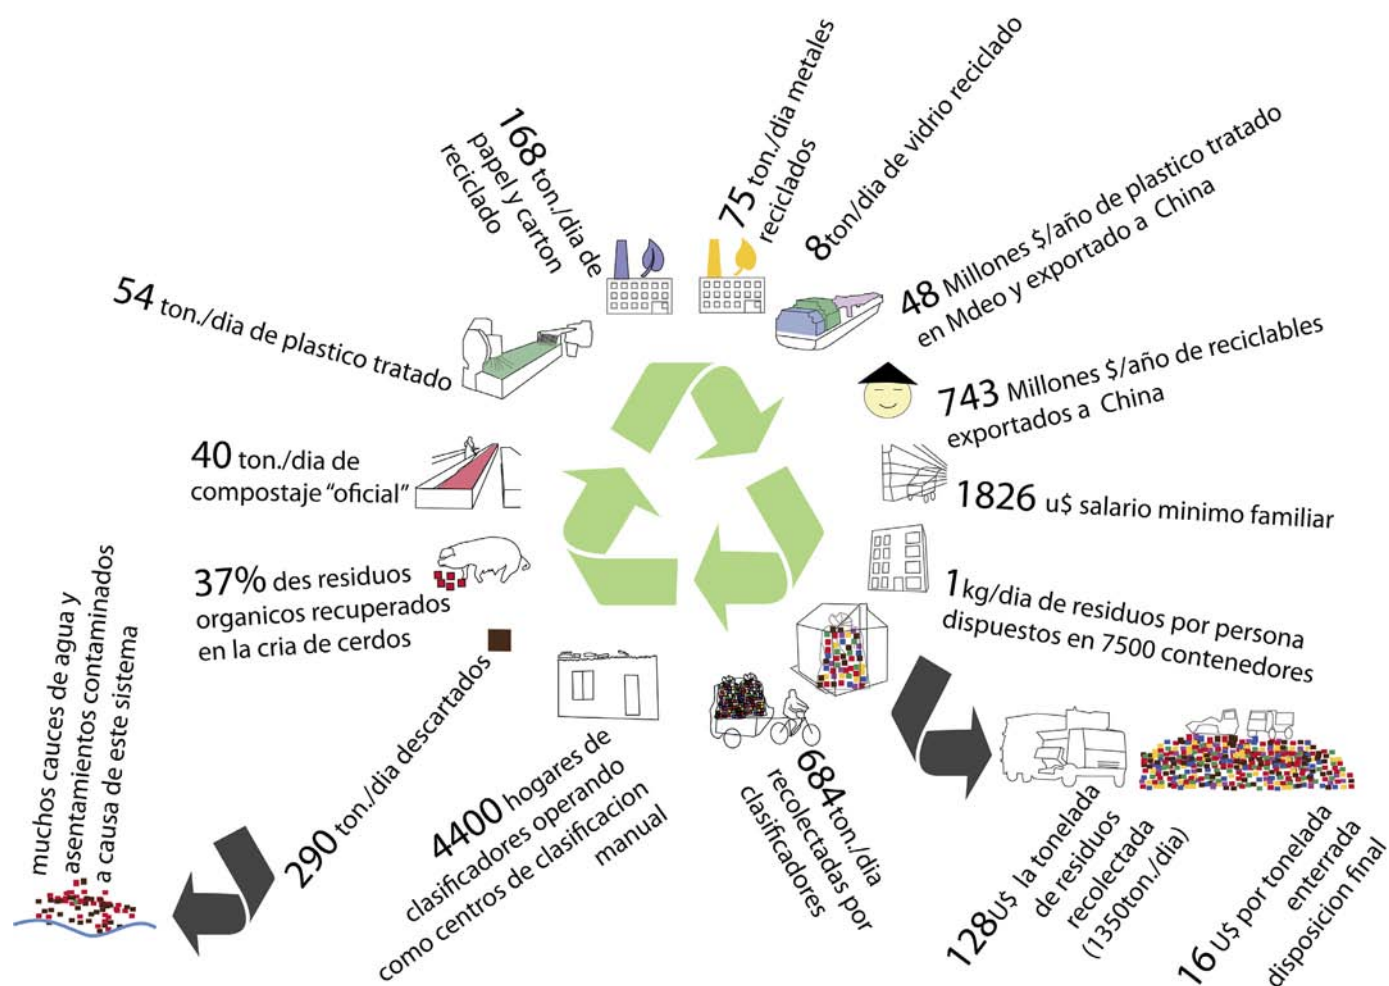 168 ton./dia de
papel y carton
reciclado
75 ton./dia metales
reciclados
8ton/dia de vidrio reciclado
48 Millones $/año de plastico tratado
en Mdeo y exportado a China
743 Millones $/año de reciclables
exportados a China
1826 u$ salario minimo familiar
1kg/dia de residuos por persona
dispuestos en 7500 contenedores
16 U$ por tonelada
enterrada
disposicion final
128U$ la tonelada
de residuos
recolectada
(1350ton./dia)
684ton./dia
recolectadas por
clasificadores
4400 hogares de
clasificadores operando
como centros de clasificacion
manual
290 ton./dia descartados
muchos cauces de agua y
asentamientos contaminados
a causa de este sistema
37% des residuos
organicos recuperados
en la cria de cerdos
40 ton./dia de
compostaje "oficial"
54 ton./dia de plastico tratado